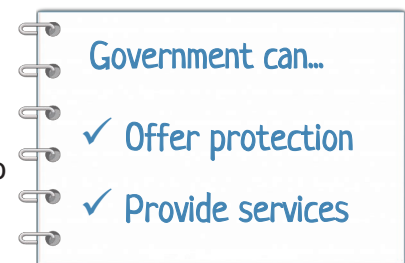 Government can...
✓ Offer protection
✓ Provide services